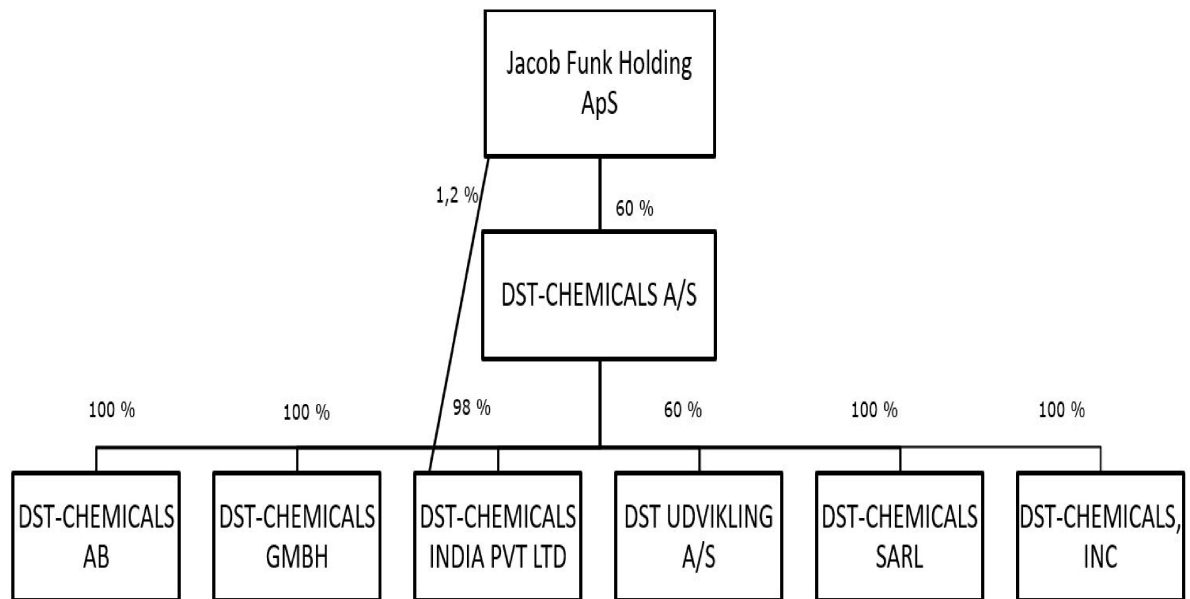 Jacob Funk Holding
ApS
1,2 %
60 %
DST-CHEMICALS A/S
100 %
100 %
98 %
60 %
100 %
100 %
DST-CHEMICALS
AB
DST-CHEMICALS
GMBH
DST-CHEMICALS
INDIA PVT LTD
DST UDVIKLING
A/S
DST-CHEMICALS
SARL
DST-CHEMICALS,
INC